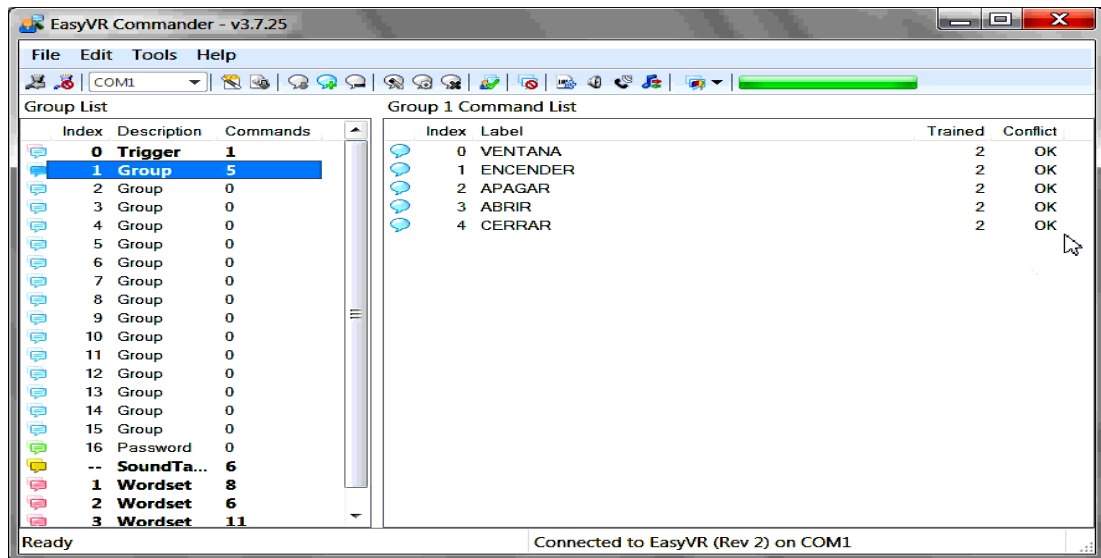 EasyVR Commander - v3.7.25
File Edit Tools Help
COM1
Group List
Index Description Commands
0 Trigger 1
1 Group 5
2 Group 0
3 Group 0
4 Group 0
5 Group 0
6 Group 0
7 Group 0
8 Group 0
9 Group 0
10 Group 0
11 Group 0
12 Group 0
13 Group 0
14 Group 0
15 Group 0
16 Password 0
-- SoundTa... 6
1 Wordset 8
2 Wordset 6
3 Wordset 11
Group 1 Command List
Index Label Trained Conflict
0 VENTANA 2 OK
1 ENCENDER 2 OK
2 APAGAR 2 OK
3 ABRIR 2 OK
4 CERRAR 2 OK
Ready Connected to EasyVR (Rev 2) on COM1